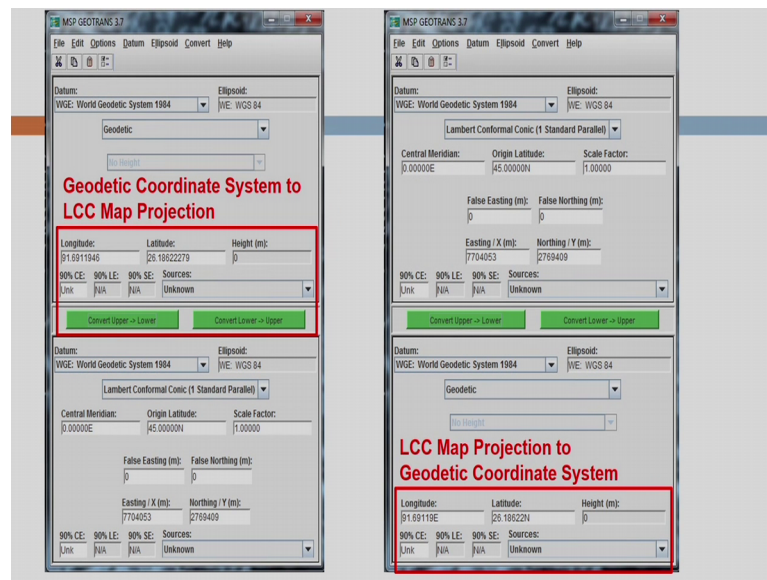 MSP GEOTRANS 3.7
File Edit Options Datum Ellipsoid Convert Help
Datum: Ellipsoid:
WGE: World Geodetic System 1984 WE: WGS 84
Geodetic
No Height
Geodetic Coordinate System to
LCC Map Projection
Longitude: Latitude: Height (m):
91.6911946 26.18622279 0
90% CE: 90% LE: 90% SE: Sources:
Unk N/A N/A Unknown
Convert Upper -> Lower Convert Lower -> Upper
Datum: Ellipsoid:
WGE: World Geodetic System 1984 WE: WGS 84
Lambert Conformal Conic (1 Standard Parallel)
Central Meridian: Origin Latitude: Scale Factor:
0.00000E 45.00000N 1.00000
False Easting (m): False Northing (m):
0 0
Easting / X (m): Northing / Y (m):
7704053 2769409
90% CE: 90% LE: 90% SE: Sources:
Unk N/A N/A Unknown
MSP GEOTRANS 3.7
File Edit Options Datum Ellipsoid Convert Help
Datum: Ellipsoid:
WGE: World Geodetic System 1984 WE: WGS 84
Lambert Conformal Conic (1 Standard Parallel)
Central Meridian: Origin Latitude: Scale Factor:
0.00000E 45.00000N 1.00000
False Easting (m): False Northing (m):
0 0
Easting / X (m): Northing / Y (m):
7704053 2769409
90% CE: 90% LE: 90% SE: Sources:
Unk N/A N/A Unknown
Convert Upper -> Lower Convert Lower -> Upper
Datum: Ellipsoid:
WGE: World Geodetic System 1984 WE: WGS 84
Geodetic
No Height
LCC Map Projection to
Geodetic Coordinate System
Longitude: Latitude: Height (m):
91.69119E 26.18622N 0
90% CE: 90% LE: 90% SE: Sources:
Unk N/A N/A Unknown